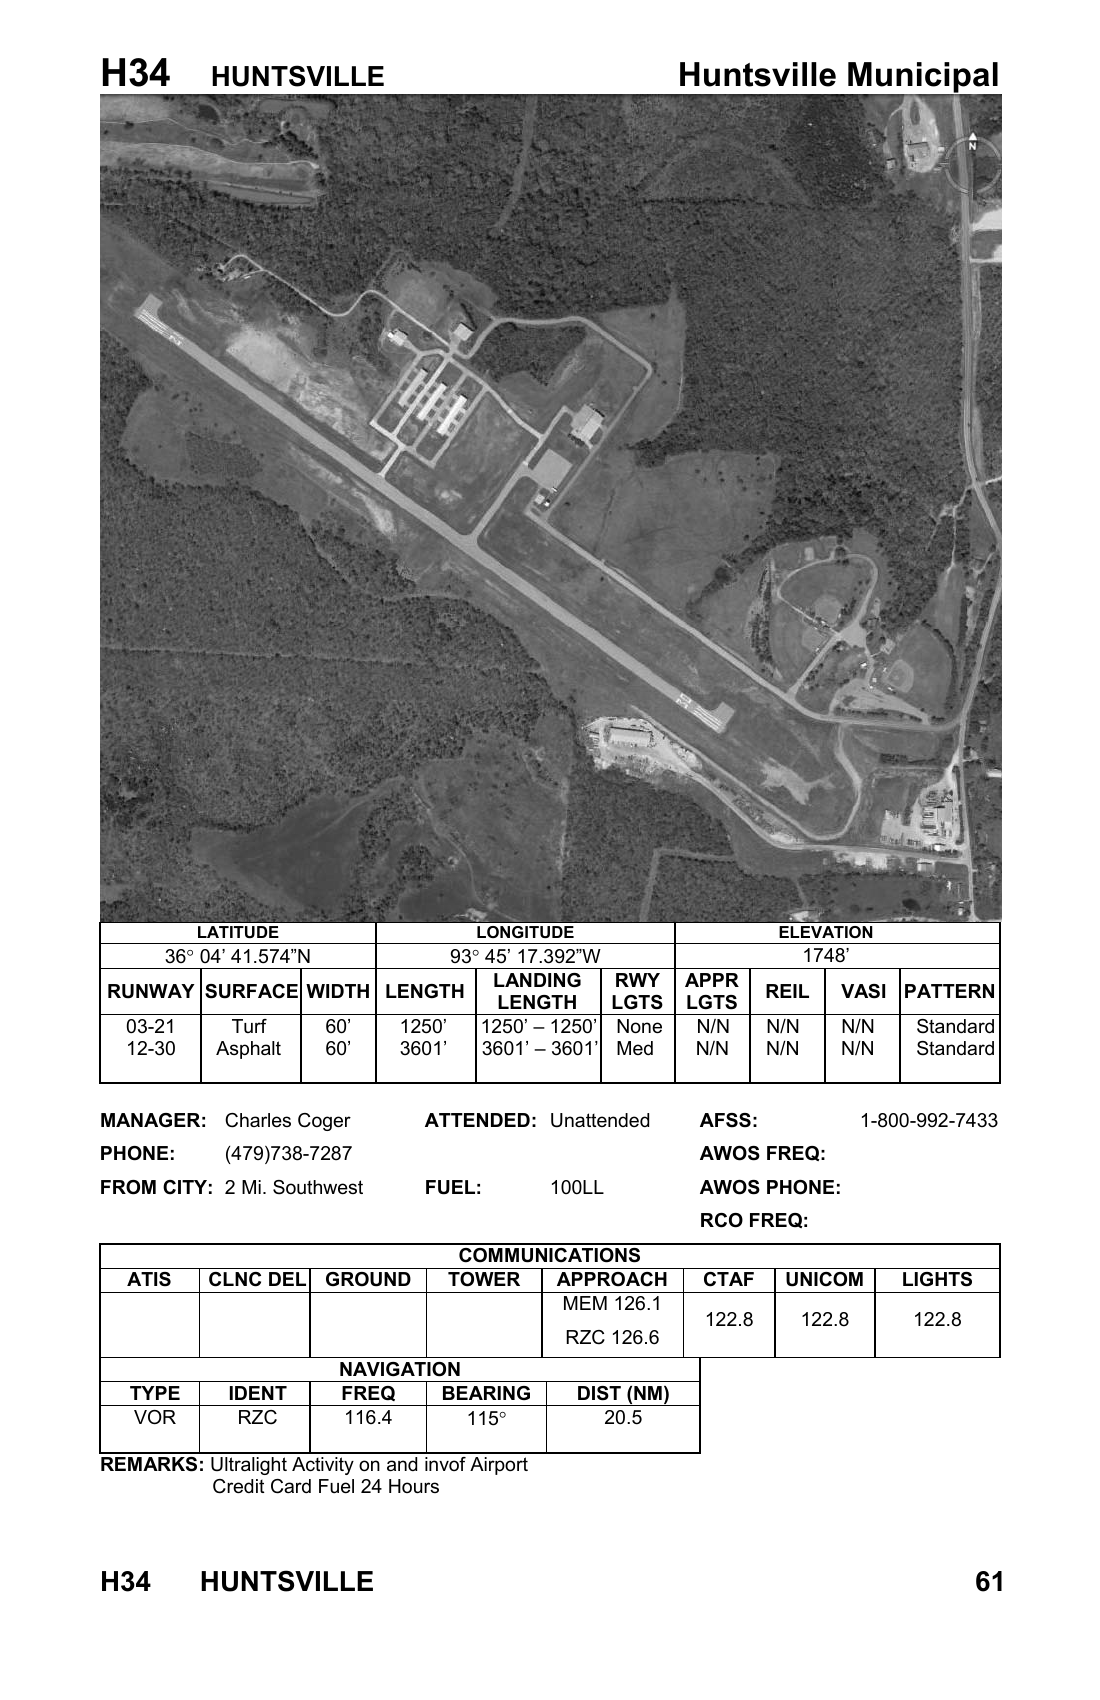 H34 HUNTSVILLE Huntsville Municipal
N
12
30
LATITUDE LONGITUDE ELEVATION
36° 04’ 41.574”N 93° 45’ 17.392”W 1748’
RUNWAY SURFACE WIDTH LENGTH LANDING LENGTH RWY LGTS APPR LGTS REIL VASI PATTERN
03-21 Turf 60’ 1250’ 1250’ – 1250’ None N/N N/N N/N Standard
12-30 Asphalt 60’ 3601’ 3601’ – 3601’ Med N/N N/N N/N Standard
MANAGER: Charles Coger ATTENDED: Unattended AFSS: 1-800-992-7433
PHONE: (479)738-7287 AWOS FREQ:
FROM CITY: 2 Mi. Southwest FUEL: 100LL AWOS PHONE:
RCO FREQ:
COMMUNICATIONS
ATIS CLNC DEL GROUND TOWER APPROACH CTAF UNICOM LIGHTS
MEM 126.1
122.8 122.8 122.8
RZC 126.6
NAVIGATION
TYPE IDENT FREQ BEARING DIST (NM)
VOR RZC 116.4 115° 20.5
REMARKS: Ultralight Activity on and invof Airport
Credit Card Fuel 24 Hours
H34 HUNTSVILLE 61